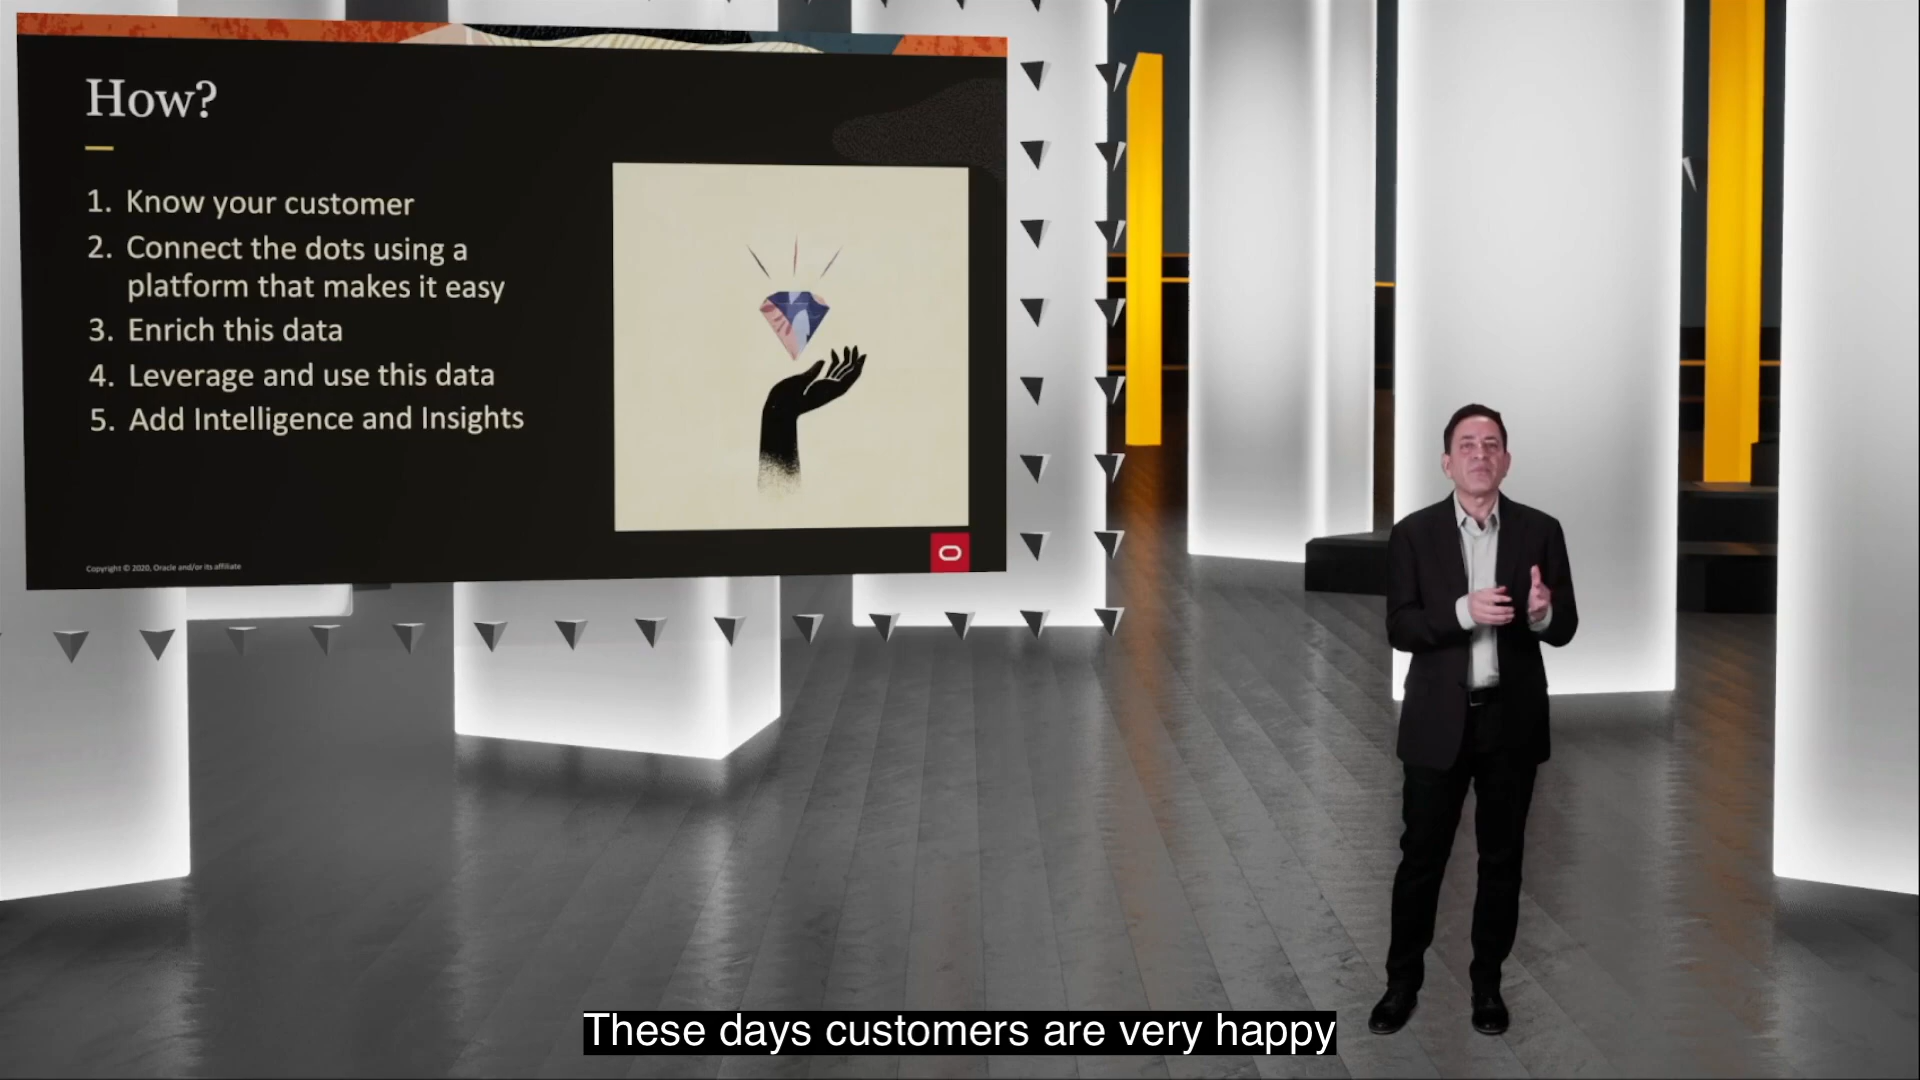 How?
1. Know your customer
2. Connect the dots using a
platform that makes it easy
3. Enrich this data
4. Leverage and use this data
5. Add Intelligence and Insights
Copyright © 2020, Oracle and/or its affiliate
These days customers are very happy